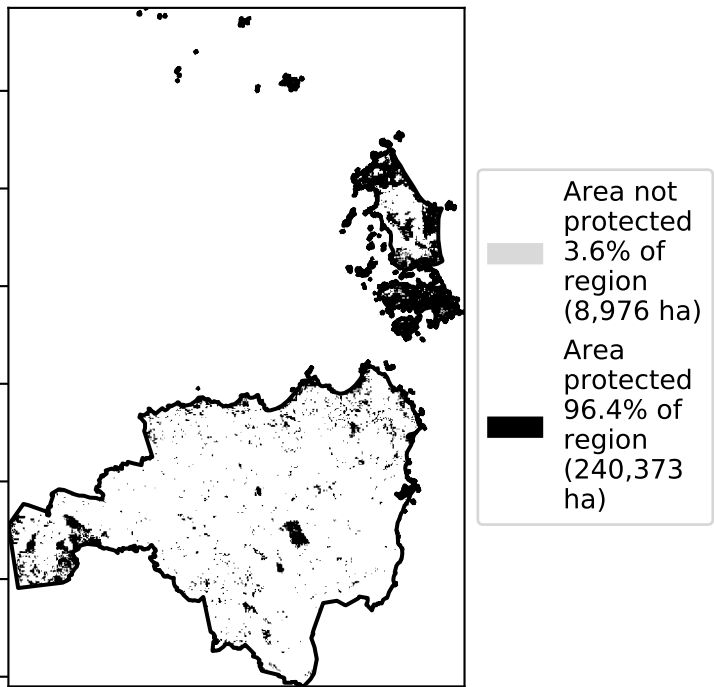 Area not
protected
3.6% of
region
(8,976 ha)
Area
protected
96.4% of
region
(240,373
ha)